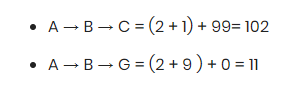 • A → B → C = (2 + 1) + 99= 102
• A → B → G = (2 + 9 ) + 0 = 11